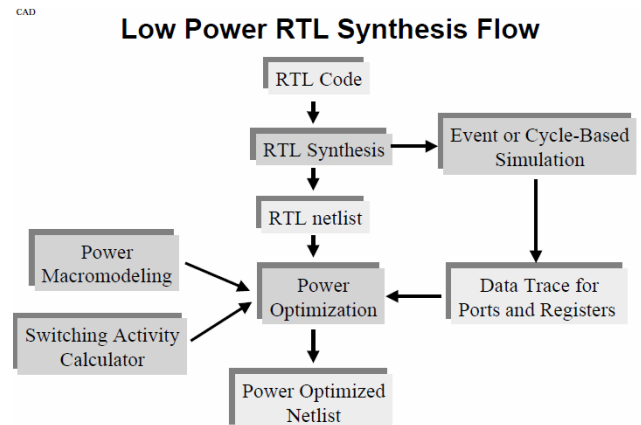 CAD
Low Power RTL Synthesis Flow
RTL Code
RTL Synthesis
Event or Cycle-Based
Simulation
RTL netlist
Power
Macromodeling
Power
Optimization
Data Trace for
Ports and Registers
Switching Activity
Calculator
Power Optimized
Netlist